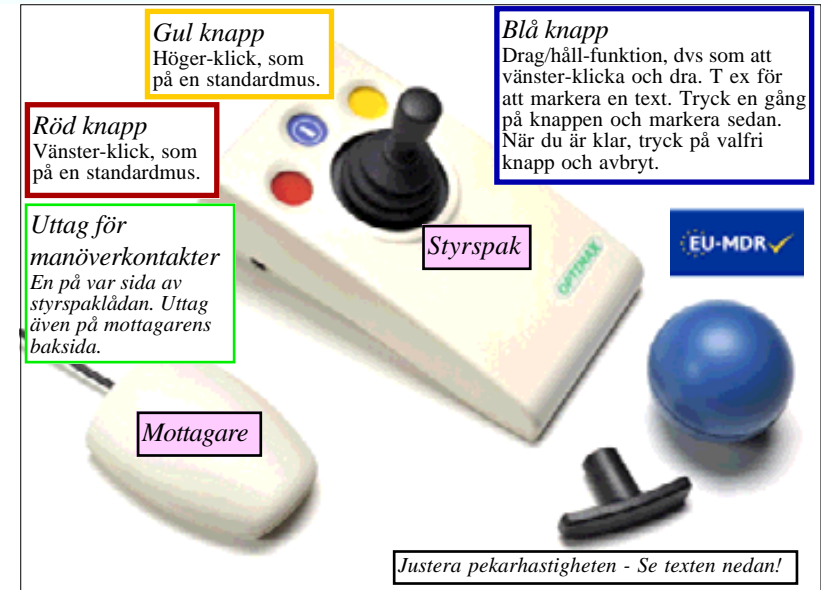 Gul knapp
Höger-klick, som
på en standardmus.
Blå knapp
Drag/håll-funktion, dvs som att
vänster-klicka och dra. T ex för
att markera en text. Tryck en gång
på knappen och markera sedan.
När du är klar, tryck på valfri
knapp och avbryt.
Röd knapp
Vänster-klick, som
på en standardmus.
Uttag för
manöverkontakter
En på var sida av
styrspaklådan. Uttag
även på mottagarens
baksida.
Styrspak
EU-MDR
OPTIMAX
Mottagare
Justera pekarhastigheten - Se texten nedan!